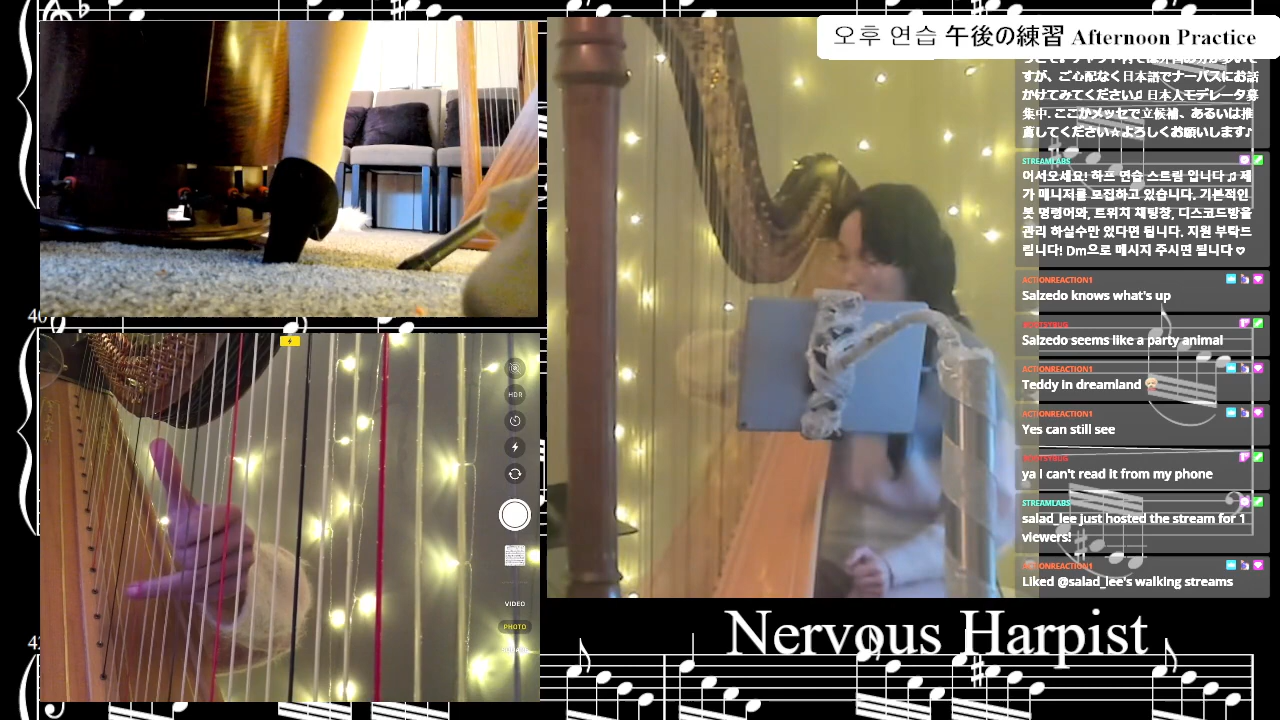 오후 연습 午後の練習 Afternoon Practice
すが、ご心配なく日本語でナーバスにお話
かけてみてください♫ 日本人モデレータ募
集中. ここかメッセで立候補、あるいは推
薦してください☆よろしくお願いします♪
STREAMLABS
어서오세요! 하프 연습 스트림 입니다 ♫ 제
가 매니저를 모집하고 있습니다. 기본적인
봇 명령어와, 트위치 채팅창, 디스코드방을
관리 하실수만 있다면 됩니다. 지원 부탁드
립니다! Dm으로 메시지 주시면 됩니다 ♡
ACTIONREACTION1
Salzedo knows what's up
Salzedo seems like a party animal
ACTIONREACTION1
Teddy in dreamland
ACTIONREACTION1
Yes can still see
ya I can't read it from my phone
STREAMLABS
salad_lee just hosted the stream for 1
viewers!
ACTIONREACTION1
Liked @salad_lee's walking streams
HDR
VIDEO
PHOTO
Nervous Harpist
40
42